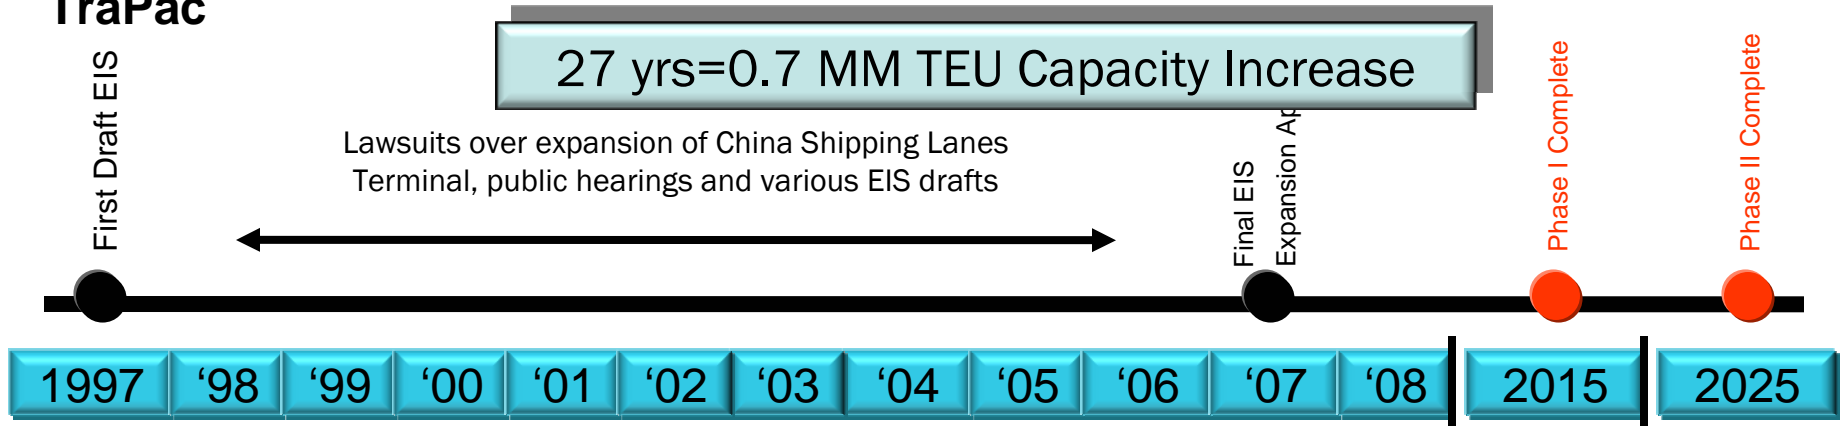 TraPac
27 yrs=0.7 MM TEU Capacity Increase
First Draft EIS
Lawsuits over expansion of China Shipping Lanes
Terminal, public hearings and various EIS drafts
Final EIS
Expansion
Phase I Complete
Phase II Complete
1997 ‘98 ‘99 ‘00 ‘01 ‘02 ‘03 ‘04 ‘05 ‘06 ‘07 ‘08 2015 2025